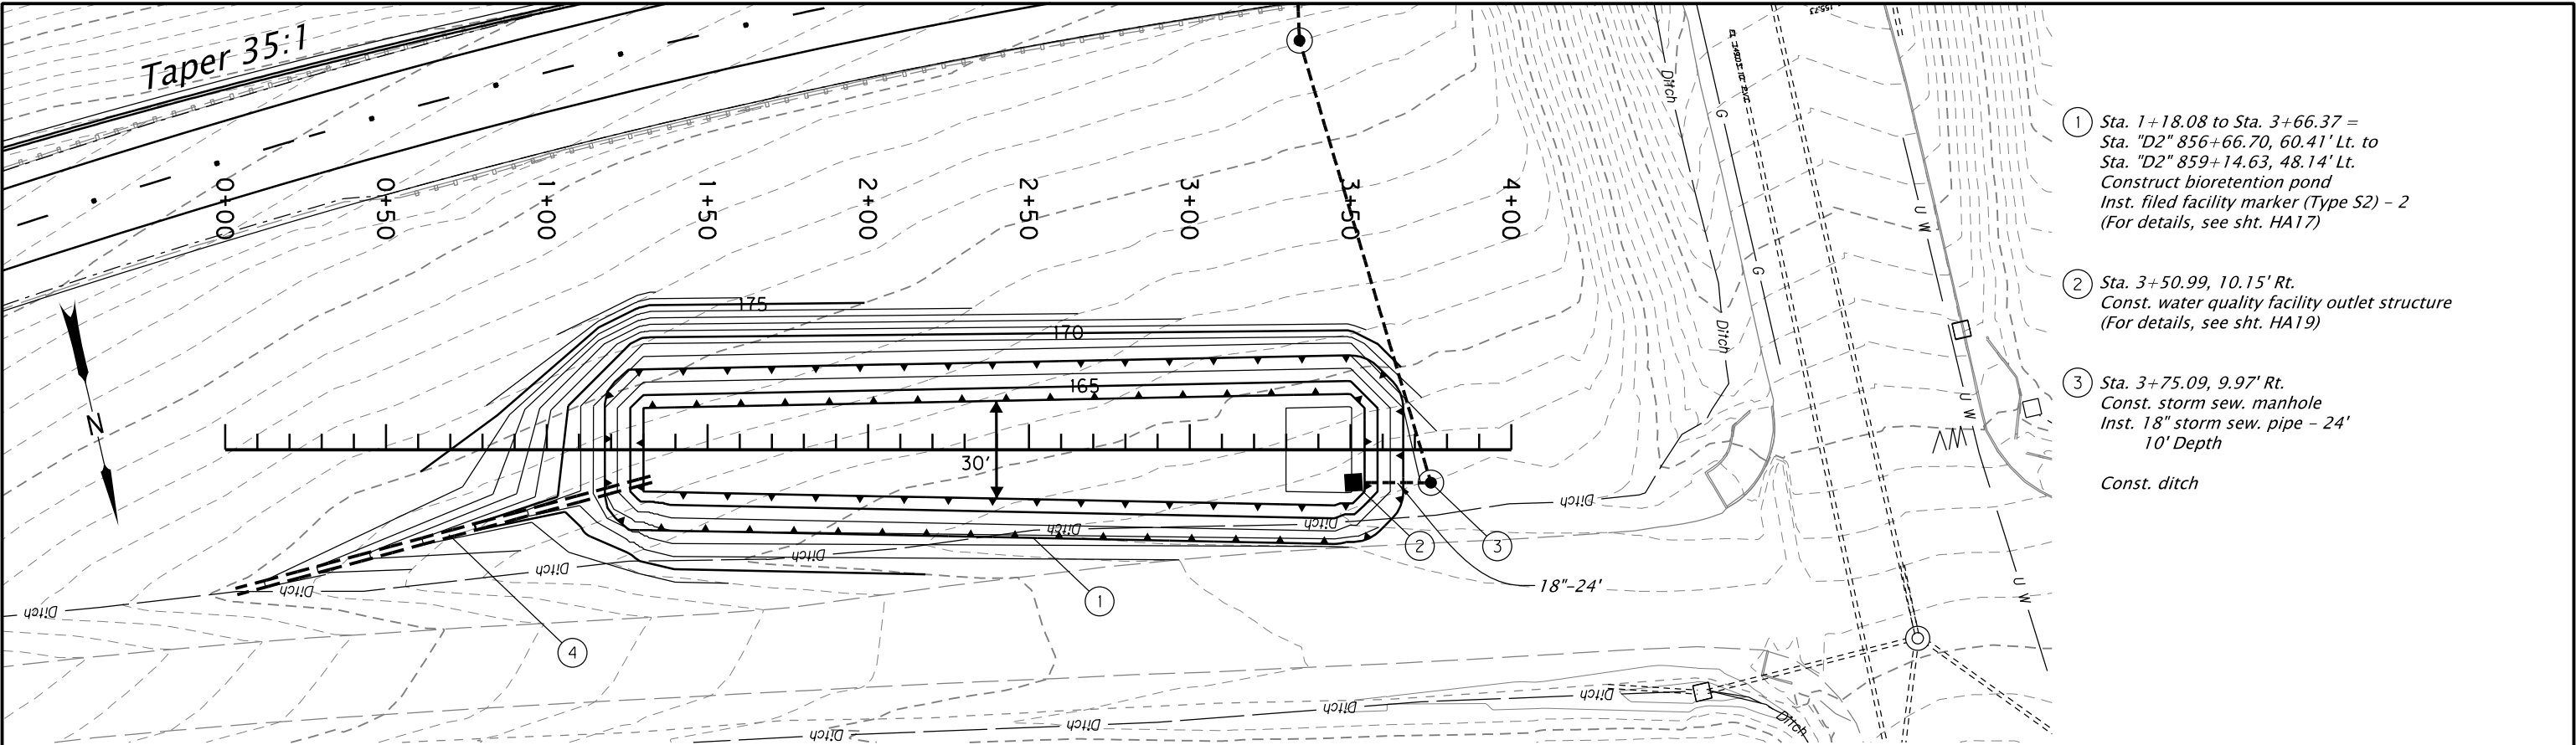 Taper 35:1
0+00
0+50
1+00
1+50
2+00
2+50
3+00
3+50
4+00
175
170
165
30'
N
Ditch
Ditch
Ditch
Ditch
Ditch
Ditch
Ditch
Ditch
Ditch
Ditch
Ditch
Ditch
Ditch
Ditch
G
G
U W
U W
U W
18"-24'
1
2
3
4
1 Sta. 1+18.08 to Sta. 3+66.37 =
Sta. "D2" 856+66.70, 60.41' Lt. to
Sta. "D2" 859+14.63, 48.14' Lt.
Construct bioretention pond
Inst. filed facility marker (Type S2) - 2
(For details, see sht. HA17)
2 Sta. 3+50.99, 10.15' Rt.
Const. water quality facility outlet structure
(For details, see sht. HA19)
3 Sta. 3+75.09, 9.97' Rt.
Const. storm sew. manhole
Inst. 18" storm sew. pipe - 24'
10' Depth
Const. ditch